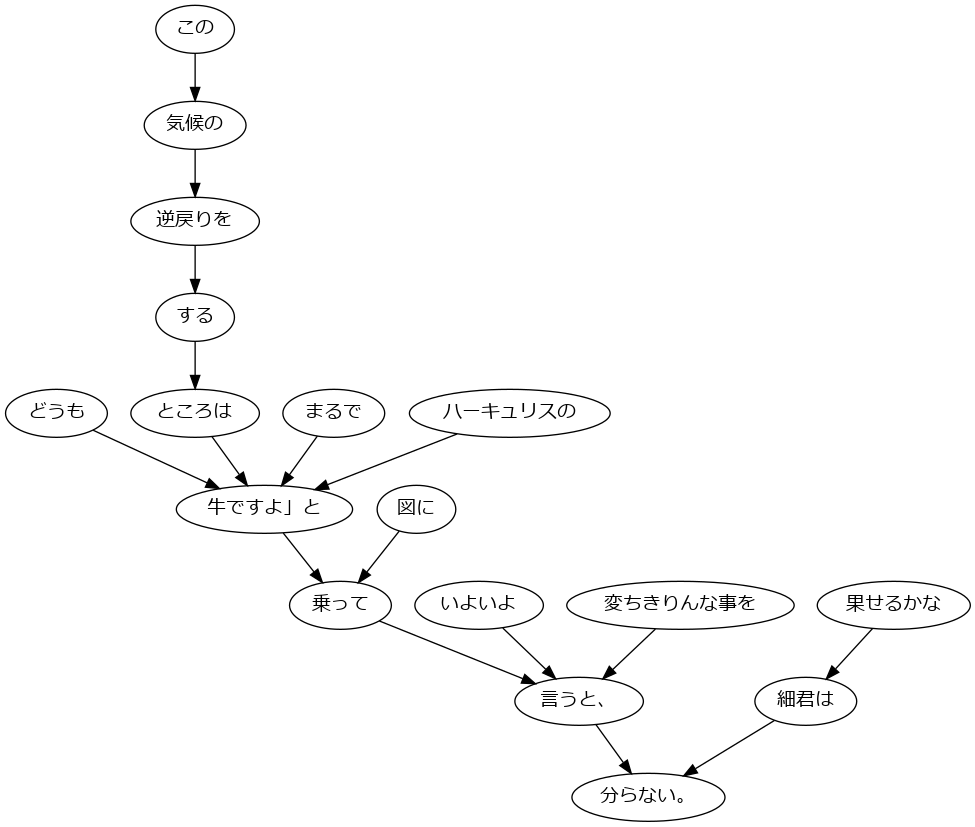 この
気候の
逆戻りを
する
どうも
ところは
まるで
ハーキュリスの
牛ですよ」と
図に
乗って
いよいよ
変ちきりんな事を
果せるかな
言うと、
細君は
分らない。